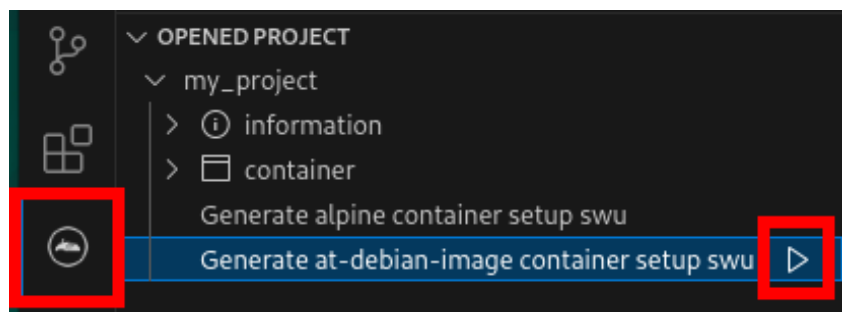 OPENED PROJECT
my_project
information
container
Generate alpine container setup swu
Generate at-debian-image container setup swu